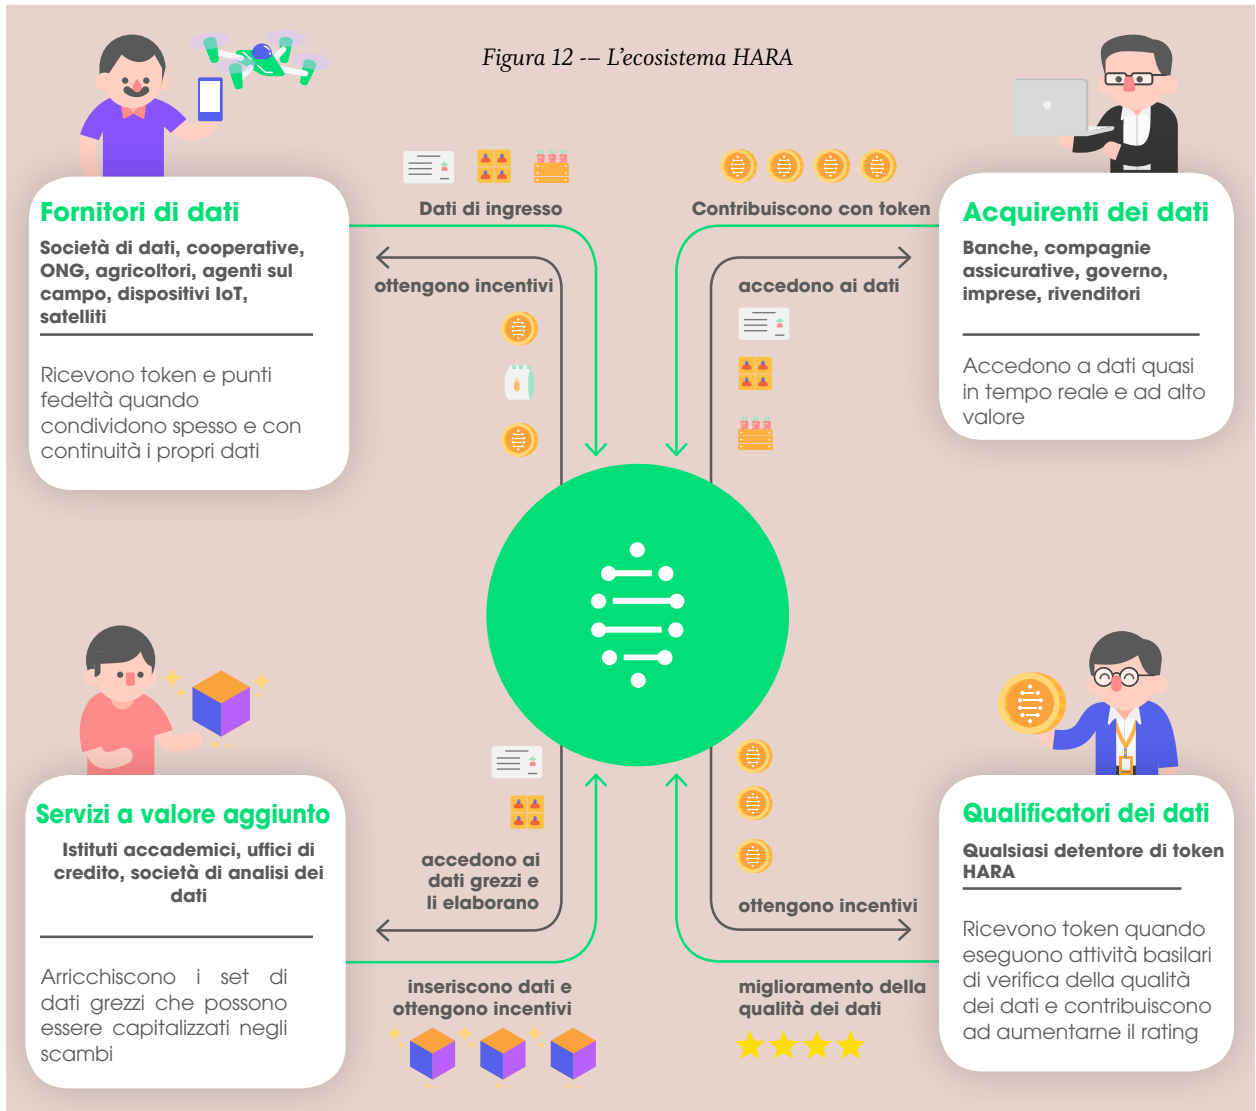 Figura 12 -– L'ecosistema HARA
Fornitori di dati
Società di dati, cooperative,
ONG, agricoltori, agenti sul
campo, dispositivi IoT,
satelliti
Ricevono token e punti
fedeltà quando
condividono spesso e con
continuità i propri dati
Dati di ingresso
ottengono incentivi
Contribuiscono con token
accedono ai dati
Acquirenti dei dati
Banche, compagnie
assicurative, governo,
imprese, rivenditori
Accedono a dati quasi
in tempo reale e ad alto
valore
Servizi a valore aggiunto
Istituti accademici, uffici di
credito, società di analisi dei
dati
Arricchiscono i set di
dati grezzi che possono
essere capitalizzati negli
scambi
accedono ai
dati grezzi e
li elaborano
inseriscono dati e
ottengono incentivi
ottengono incentivi
miglioramento della
qualità dei dati
Qualificatori dei dati
Qualsiasi detentore di token
HARA
Ricevono token quando
eseguono attività basilari
di verifica della qualità
dei dati e contribuiscono
ad aumentarne il rating